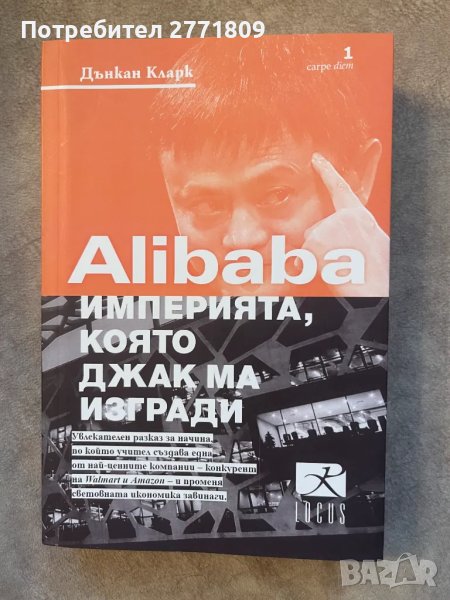 Потребител 2771809
Дънкан Кларк
1
carpe diem
Alibaba
ИМПЕРИЯТА,
КОЯТО
ДЖАК МА
ИЗГРАДИ
Увлекателен разказ за начина,
по който учител създава една
от най-ценните компании – конкурент
на Walmart и Amazon – и променя
световната икономика завинаги.
LOCUS
BAZAR